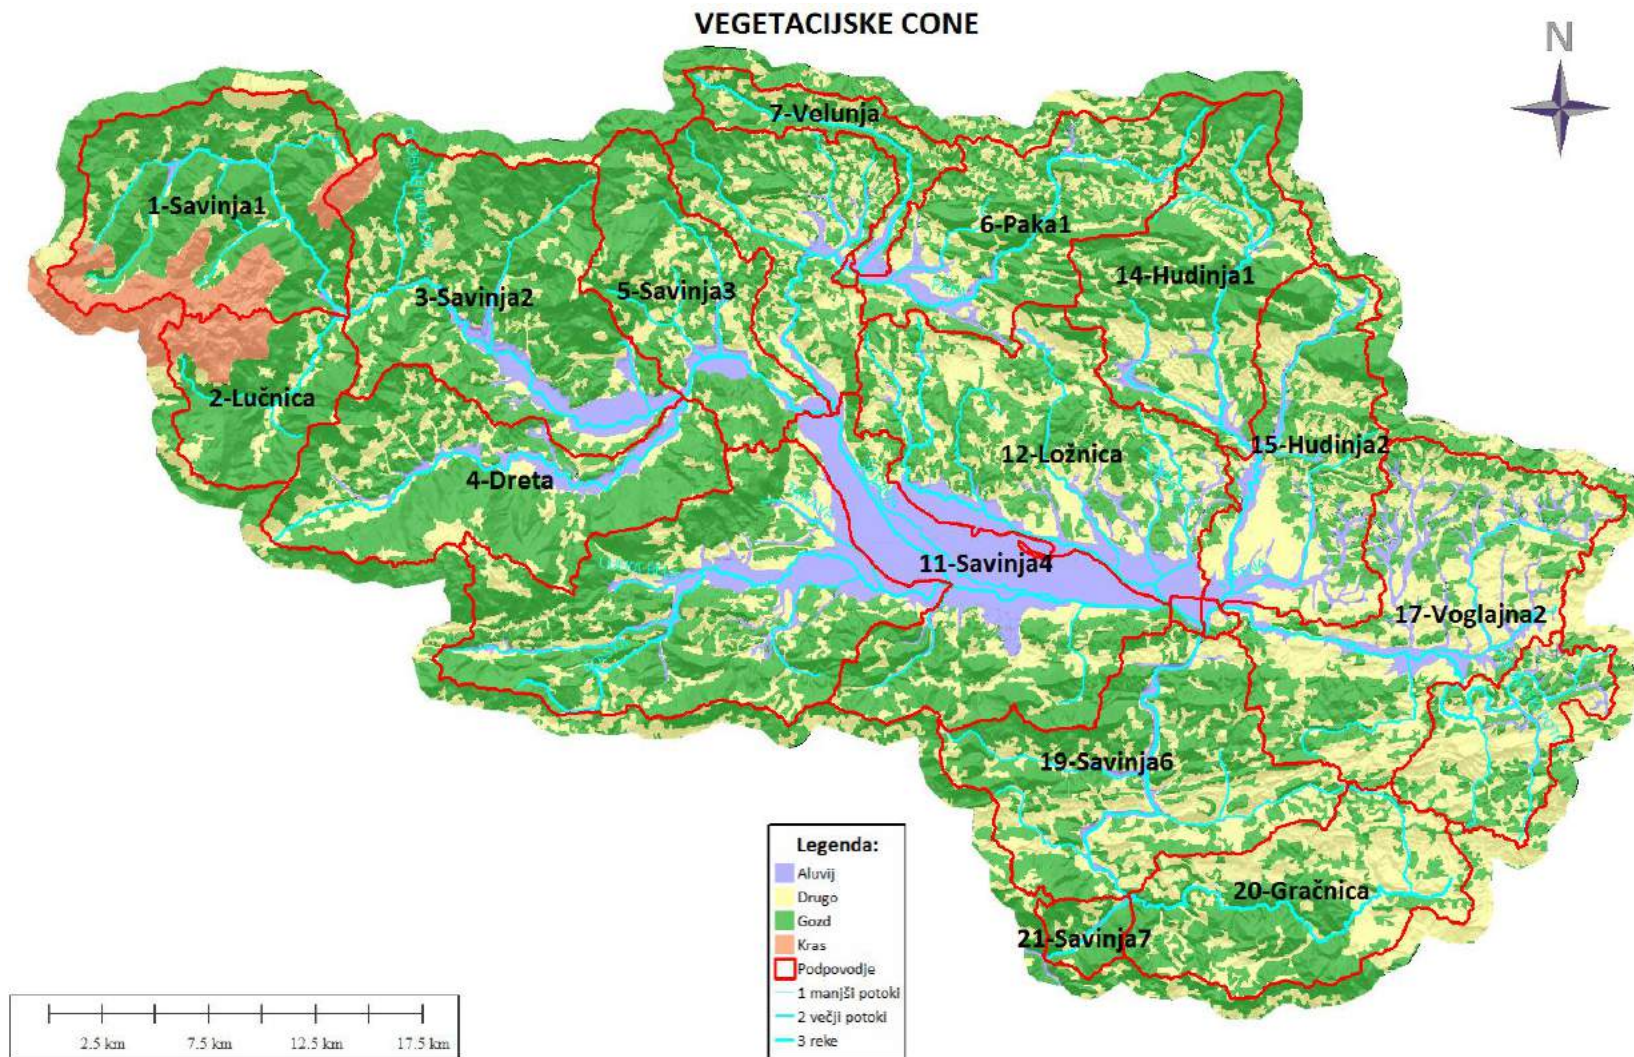 VEGETACIJSKE CONE
N
7-Velunja
1-Savinja1
6-Paka1
14-Hudinja1
3-Savinja2
5-Savinja3
2-Lučnica
15-Hudinja2
12-Ložnica
4-Dreta
11-Savinja4
17-Voglajna2
19-Savinja6
20-Gračnica
21-Savinja7
Legenda:
Aluvij
Drugo
Gozd
Kras
Podpovodje
1 manjši potoki
2 večji potoki
3 reke
2.5 km 7.5 km 12.5 km 17.5 km